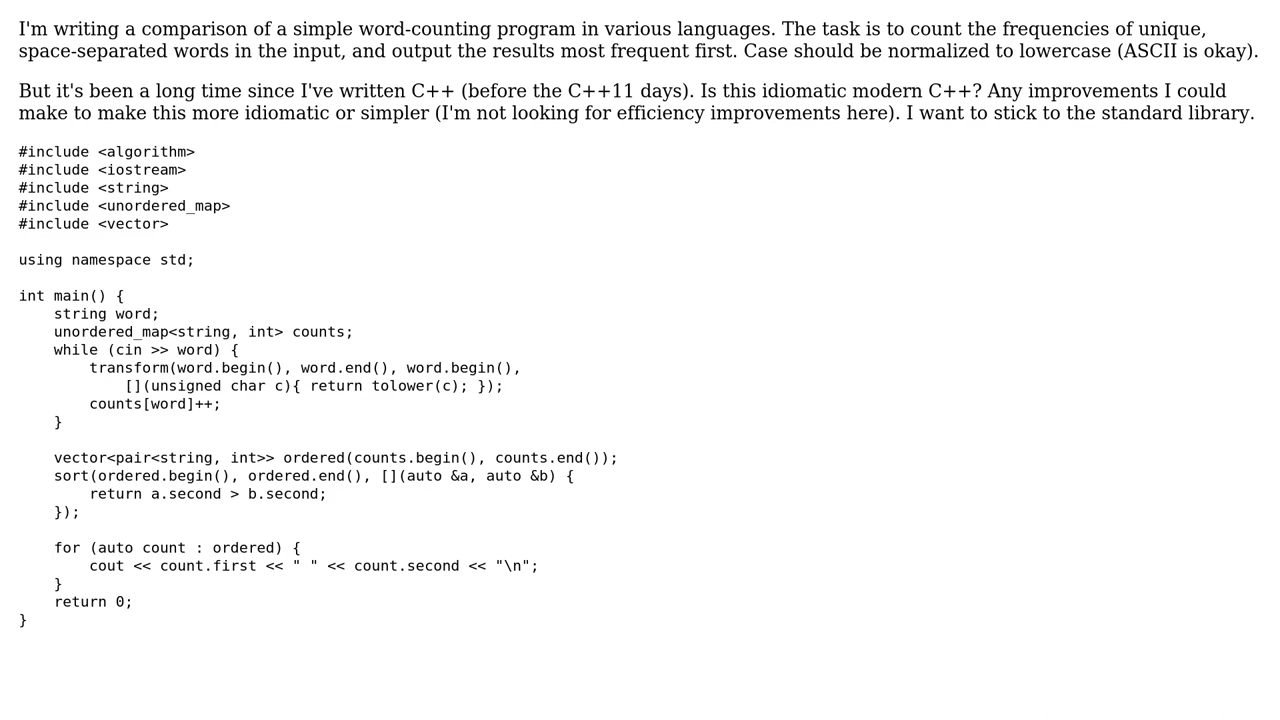 I'm writing a comparison of a simple word-counting program in various languages. The task is to count the frequencies of unique,
space-separated words in the input, and output the results most frequent first. Case should be normalized to lowercase (ASCII is okay).

But it's been a long time since I've written C++ (before the C++11 days). Is this idiomatic modern C++? Any improvements I could
make to make this more idiomatic or simpler (I'm not looking for efficiency improvements here). I want to stick to the standard library.

#include <algorithm>
#include <iostream>
#include <string>
#include <unordered_map>
#include <vector>

using namespace std;

int main() {
    string word;
    unordered_map<string, int> counts;
    while (cin >> word) {
        transform(word.begin(), word.end(), word.begin(),
            [](unsigned char c){ return tolower(c); });
        counts[word]++;
    }

    vector<pair<string, int>> ordered(counts.begin(), counts.end());
    sort(ordered.begin(), ordered.end(), [](auto &a, auto &b) {
        return a.second > b.second;
    });

    for (auto count : ordered) {
        cout << count.first << " " << count.second << "\n";
    }
    return 0;
}